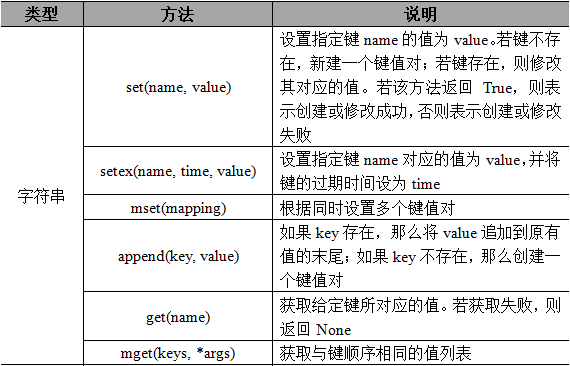 类型 方法 说明
字符串
set(name, value)
设置指定键 name 的值为 value。若键不存
在，新建一个键值对；若键存在，则修改
其对应的值。若该方法返回 True，则表
示创建或修改成功，否则表示创建或修改
失败
setex(name, time, value)
设置指定键 name 对应的值为 value，并将
键的过期时间设为 time
mset(mapping)
根据同时设置多个键值对
append(key, value)
如果 key 存在，那么将 value 追加到原有
值的末尾；如果 key 不存在，那么创建一
个键值对
get(name)
获取给定键所对应的值。若获取失败，则
返回 None
mget(keys, *args)
获取与键顺序相同的值列表